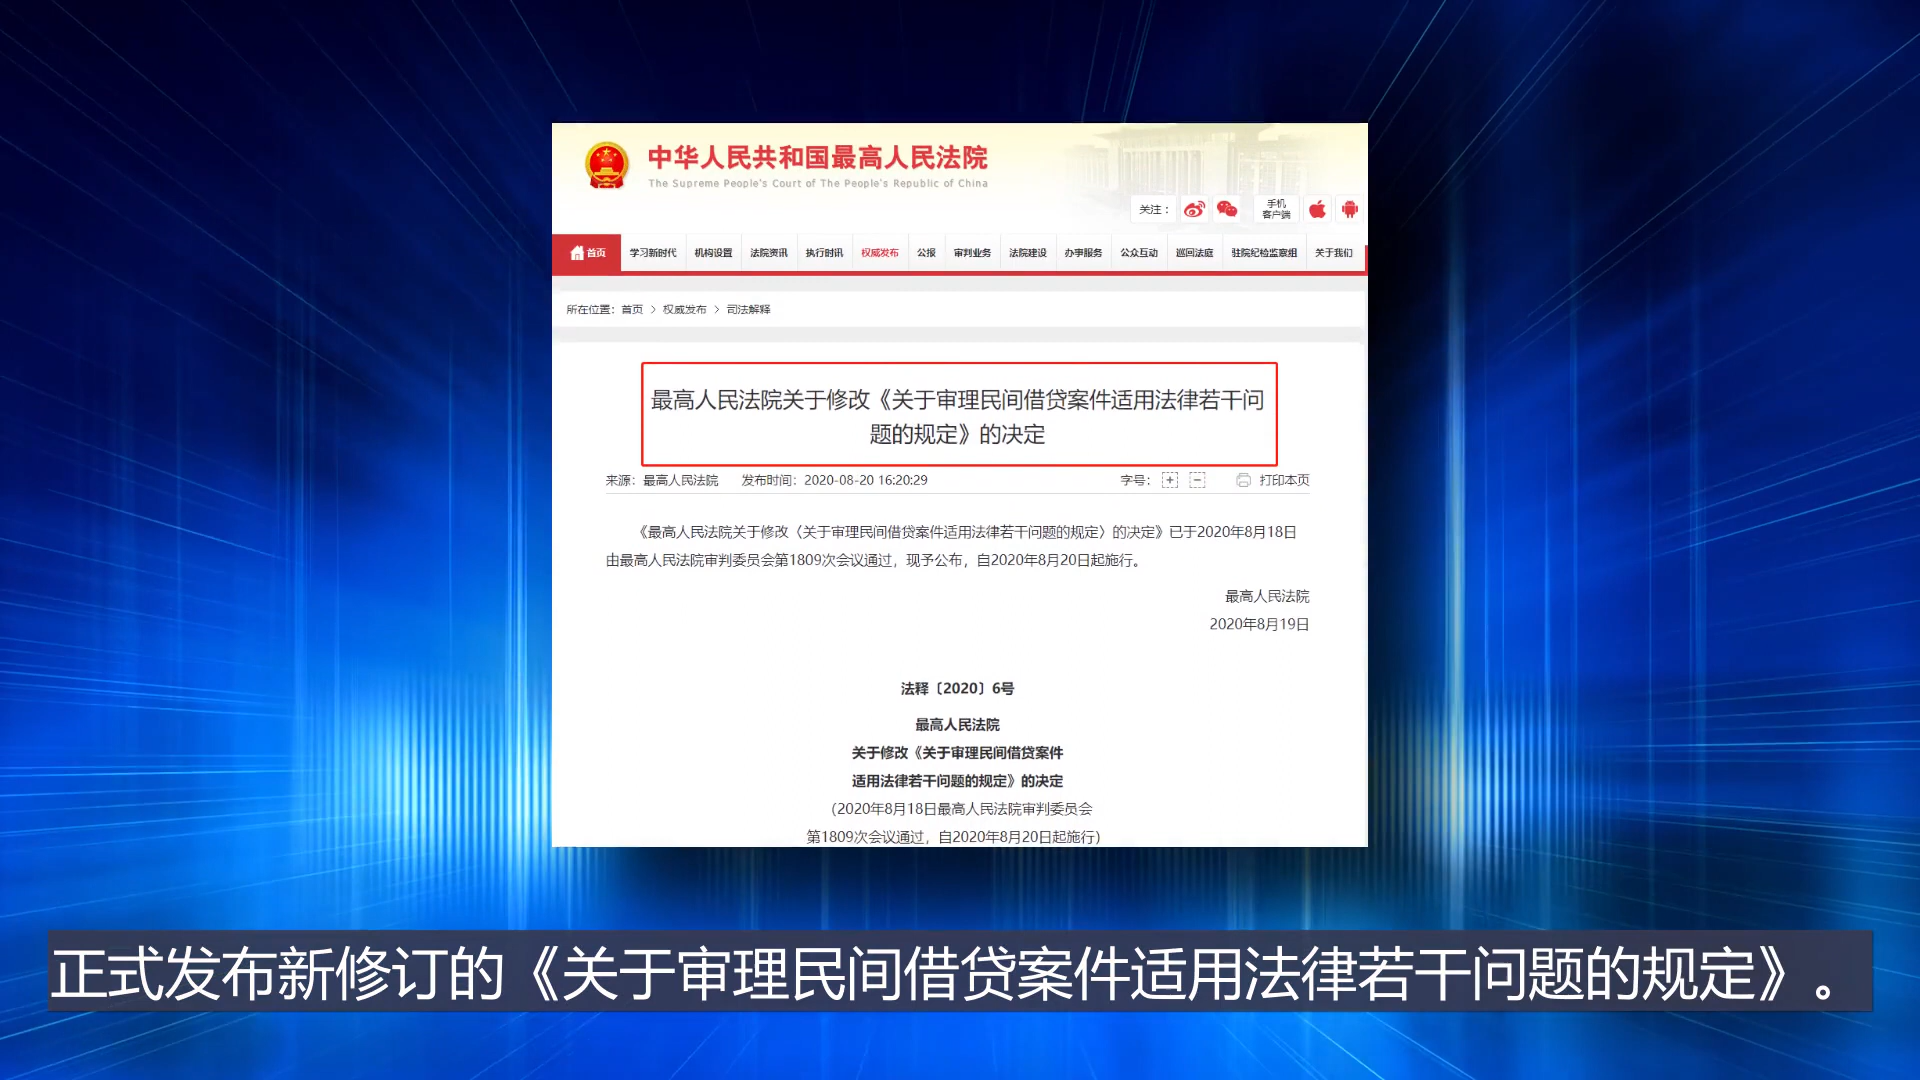 中华人民共和国最高人民法院
The Supreme People's Court of The People's Republic of China
关注：
手机
客户端
首页 学习新时代 机构设置 法院资讯 执行时讯 权威发布 公报 审判业务 法院建设 办事服务 公众互动 巡回法庭 驻院纪检监察组 关于我们
所在位置：首页 > 权威发布 > 司法解释
最高人民法院关于修改《关于审理民间借贷案件适用法律若干问
题的规定》的决定
来源：最高人民法院 发布时间：2020-08-20 16:20:29 字号： + − 打印本页
《最高人民法院关于修改〈关于审理民间借贷案件适用法律若干问题的规定〉的决定》已于2020年8月18日
由最高人民法院审判委员会第1809次会议通过，现予公布，自2020年8月20日起施行。
最高人民法院
2020年8月19日
法释〔2020〕6号
最高人民法院
关于修改《关于审理民间借贷案件
适用法律若干问题的规定》的决定
（2020年8月18日最高人民法院审判委员会
第1809次会议通过，自2020年8月20日起施行）
正式发布新修订的《关于审理民间借贷案件适用法律若干问题的规定》。